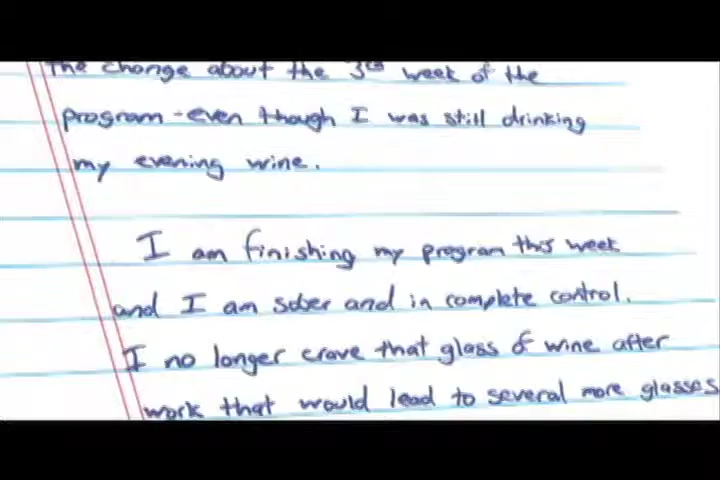 The change about the 3rd week of the
program - even though I was still drinking
my evening wine.
I am finishing my program this week
and I am sober and in complete control.
I no longer crave that glass of wine after
work that would lead to several more glasses